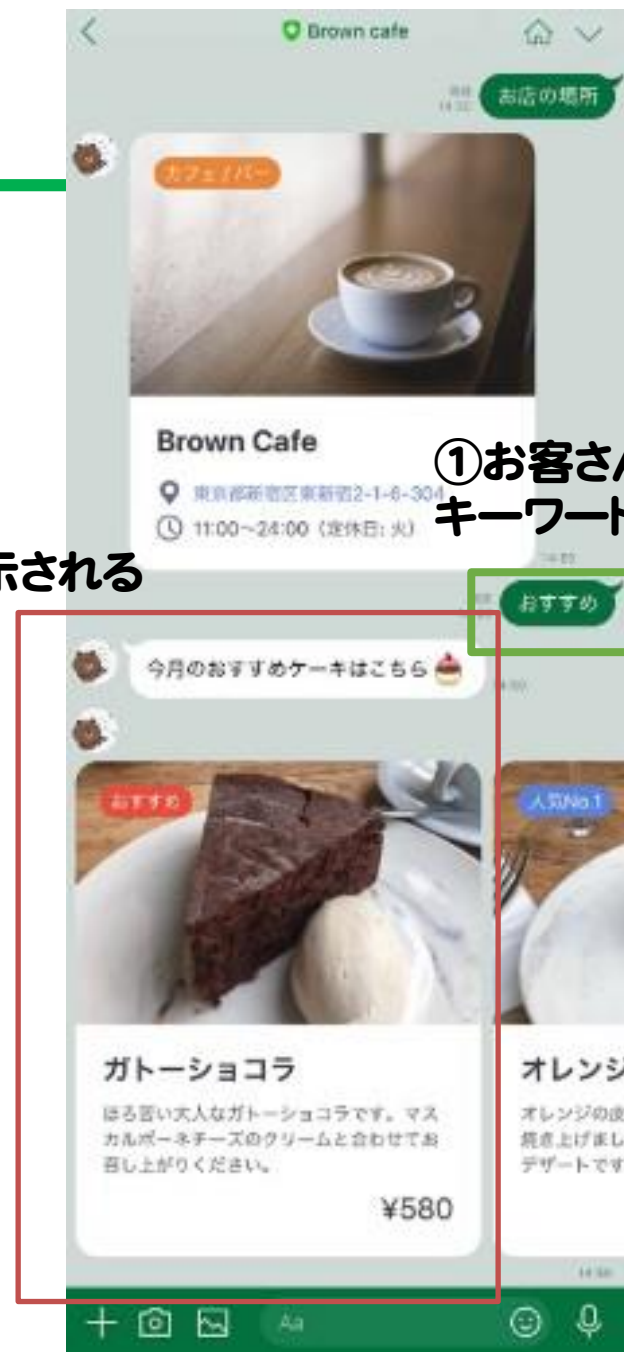 Brown cafe
お店の場所
カフェ / バー
Brown Cafe
東京都新宿区東新宿2-1-6-304
11:00~24:00（定休日: 火）
①お客さん
キーワード
示される
おすすめ
今月のおすすめケーキはこちら
おすすめ
人気No.1
ガトーショコラ
ほろ苦い大人なガトーショコラです。マス
カルポーネチーズのクリームと合わせてお
召し上がりください。
¥580
オレンジ
オレンジの皮
焼き上げまし
デザートです
Aa